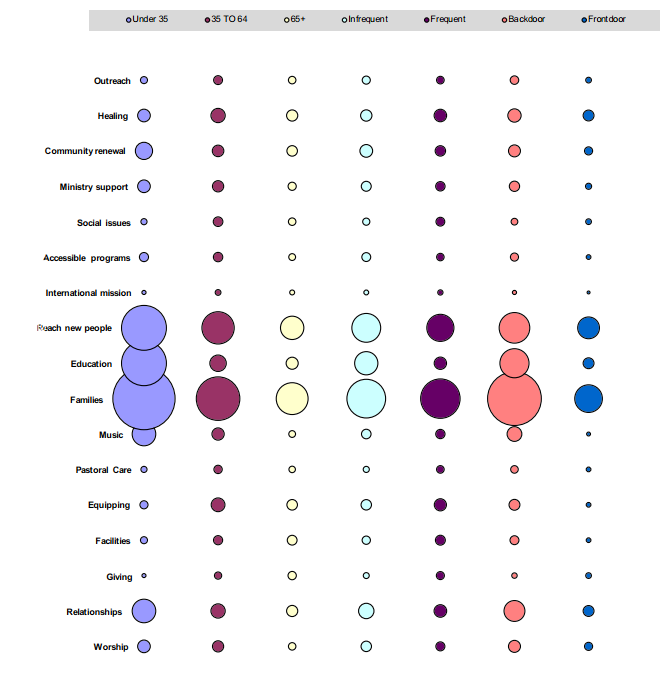 Under 35 35 TO 64 65+ Infrequent Frequent Backdoor Frontdoor
Outreach
Healing
Community renewal
Ministry support
Social issues
Accessible programs
International mission
Reach new people
Education
Families
Music
Pastoral Care
Equipping
Facilities
Giving
Relationships
Worship